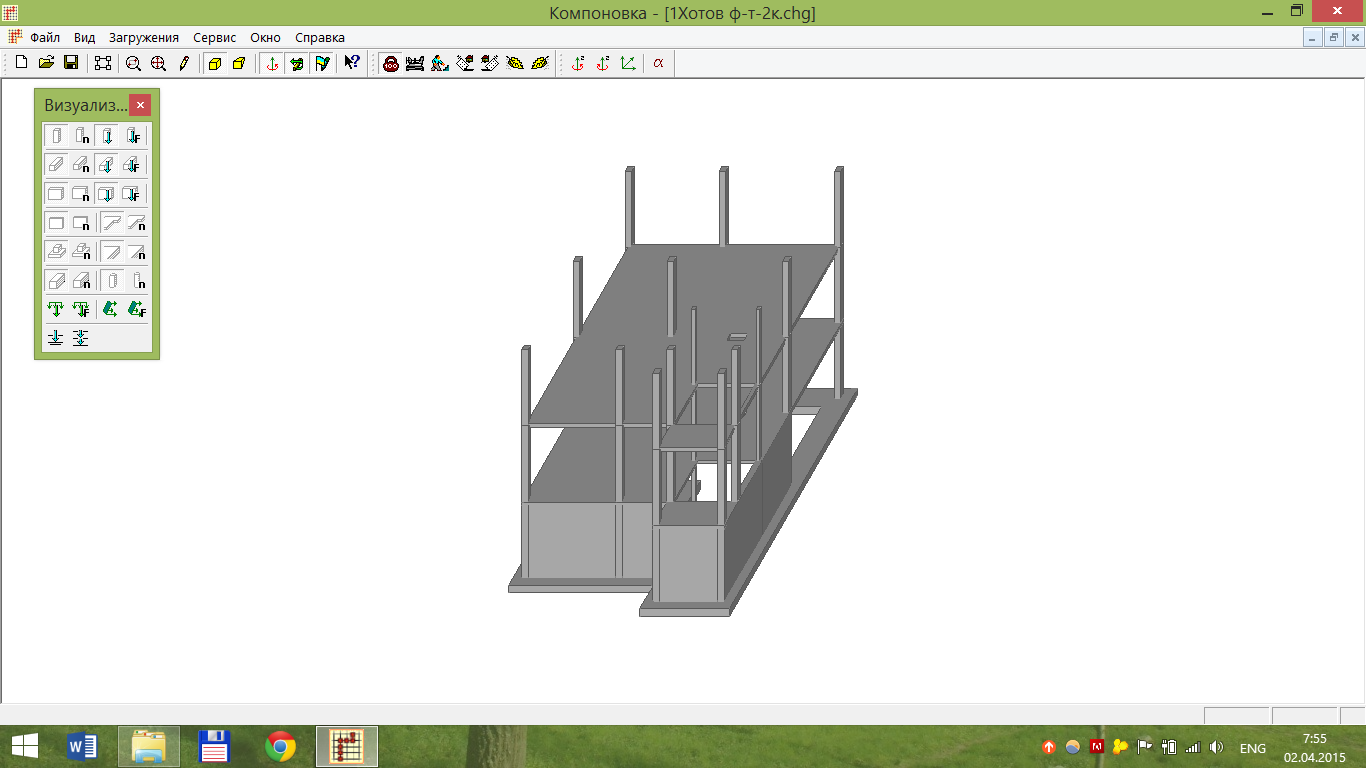 Компоновка - [1Хотов ф-т-2к.chg]
Файл Вид Загружения Сервис Окно Справка
α
Визуализ...
n F
n F
n F
n n
n n
n n
F F
ENG
7:55
02.04.2015